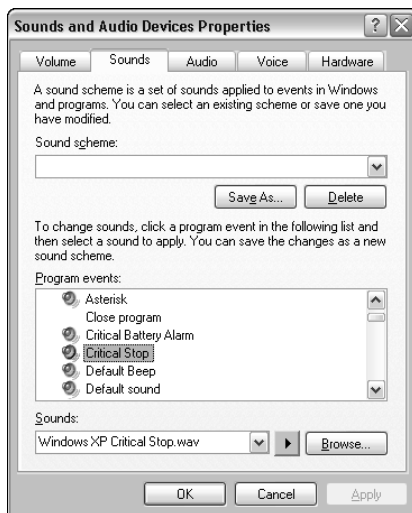 Sounds and Audio Devices Properties
Volume Sounds Audio Voice Hardware
A sound scheme is a set of sounds applied to events in Windows
and programs. You can select an existing scheme or save one you
have modified.
Sound scheme:
Save As... Delete
To change sounds, click a program event in the following list and
then select a sound to apply. You can save the changes as a new
sound scheme.
Program events:
Asterisk
Close program
Critical Battery Alarm
Critical Stop
Default Beep
Default sound
Sounds:
Windows XP Critical Stop.wav Browse...
OK Cancel Apply